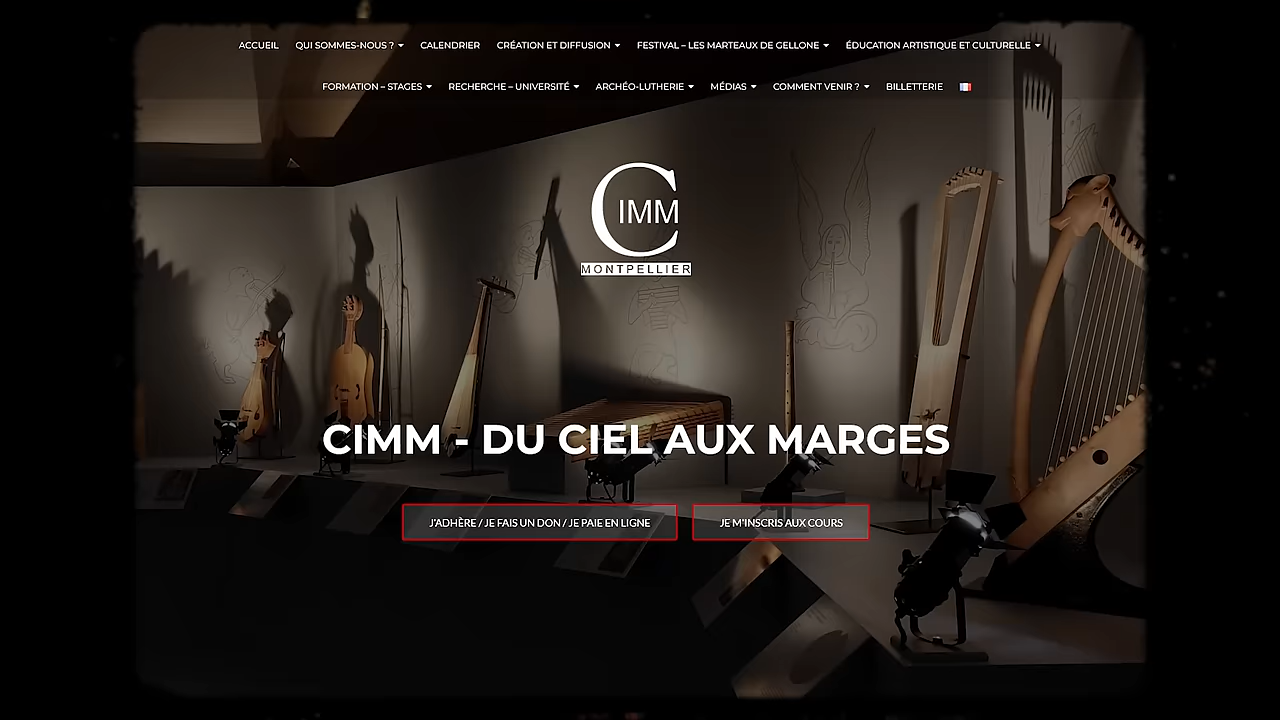 ACCUEIL QUI SOMMES-NOUS ? CALENDRIER CRÉATION ET DIFFUSION FESTIVAL – LES MARTEAUX DE GELLONE ÉDUCATION ARTISTIQUE ET CULTURELLE
FORMATION – STAGES RECHERCHE – UNIVERSITÉ ARCHÉO-LUTHERIE MÉDIAS COMMENT VENIR ? BILLETTERIE
CIMM
MONTPELLIER
CIMM - DU CIEL AUX MARGES
J'ADHÈRE / JE FAIS UN DON / JE PAIE EN LIGNE JE M'INSCRIS AUX COURS